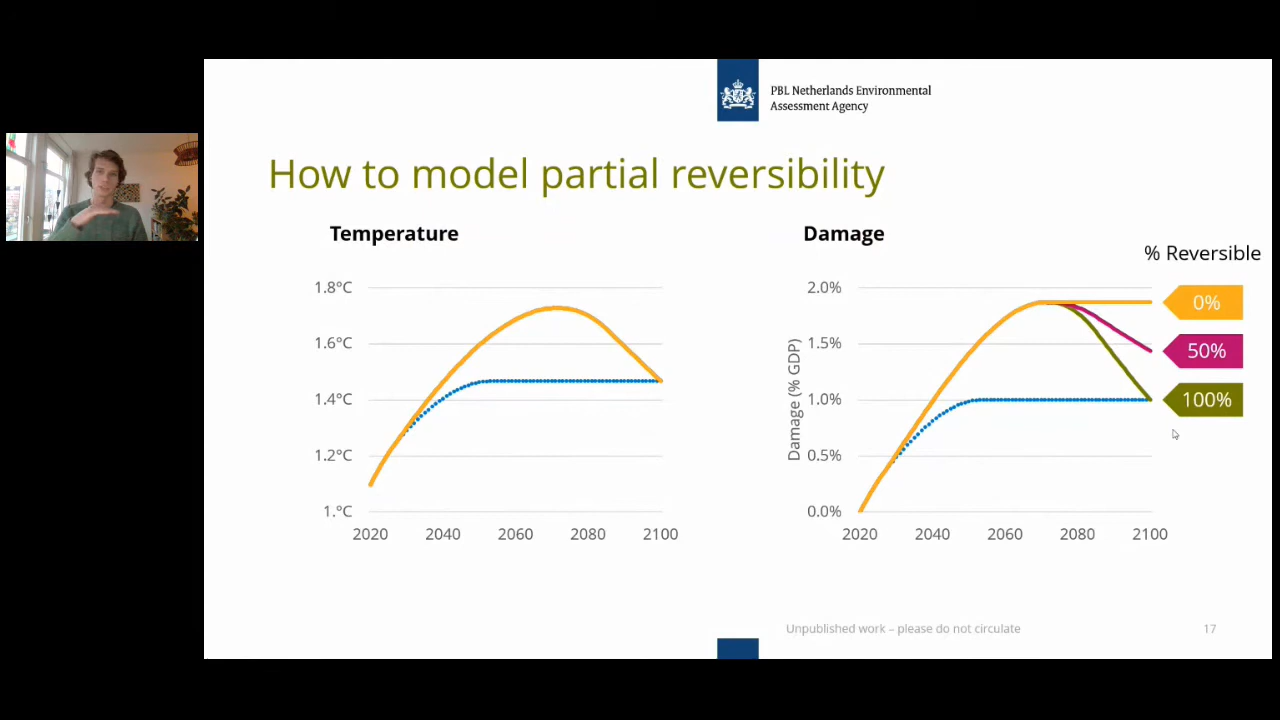 PBL Netherlands Environmental
Assessment Agency
How to model partial reversibility
Temperature
Damage
% Reversible
1.8°C
1.6°C
1.4°C
1.2°C
1.°C
2020 2040 2060 2080 2100
Damage (% GDP)
2.0%
1.5%
1.0%
0.5%
0.0%
2020 2040 2060 2080 2100
0%
50%
100%
Unpublished work – please do not circulate
17